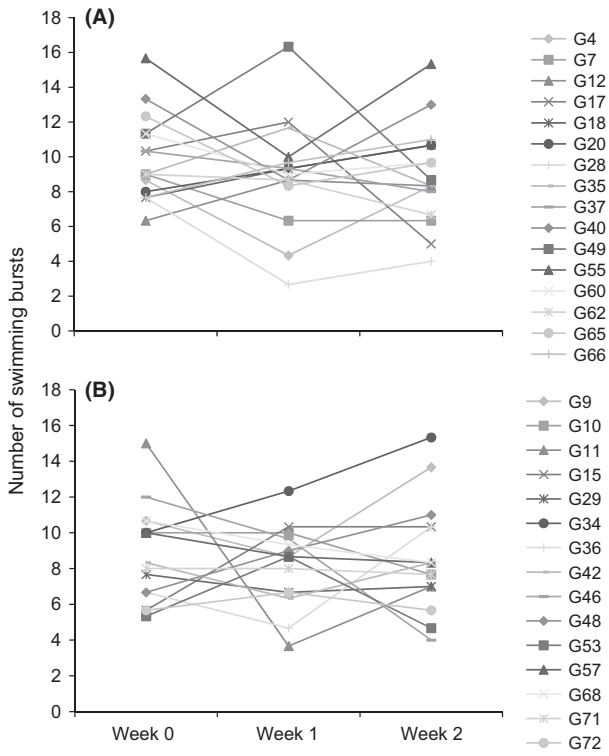 (A)
Number of swimming bursts
18
16
14
12
10
8
6
4
2
0
G4
G7
G12
G17
G18
G20
G28
G35
G37
G40
G49
G55
G60
G62
G65
G66
(B)
18
16
14
12
10
8
6
4
2
0
Week 0 Week 1 Week 2
G9
G10
G11
G15
G29
G34
G36
G42
G46
G48
G53
G57
G68
G71
G72